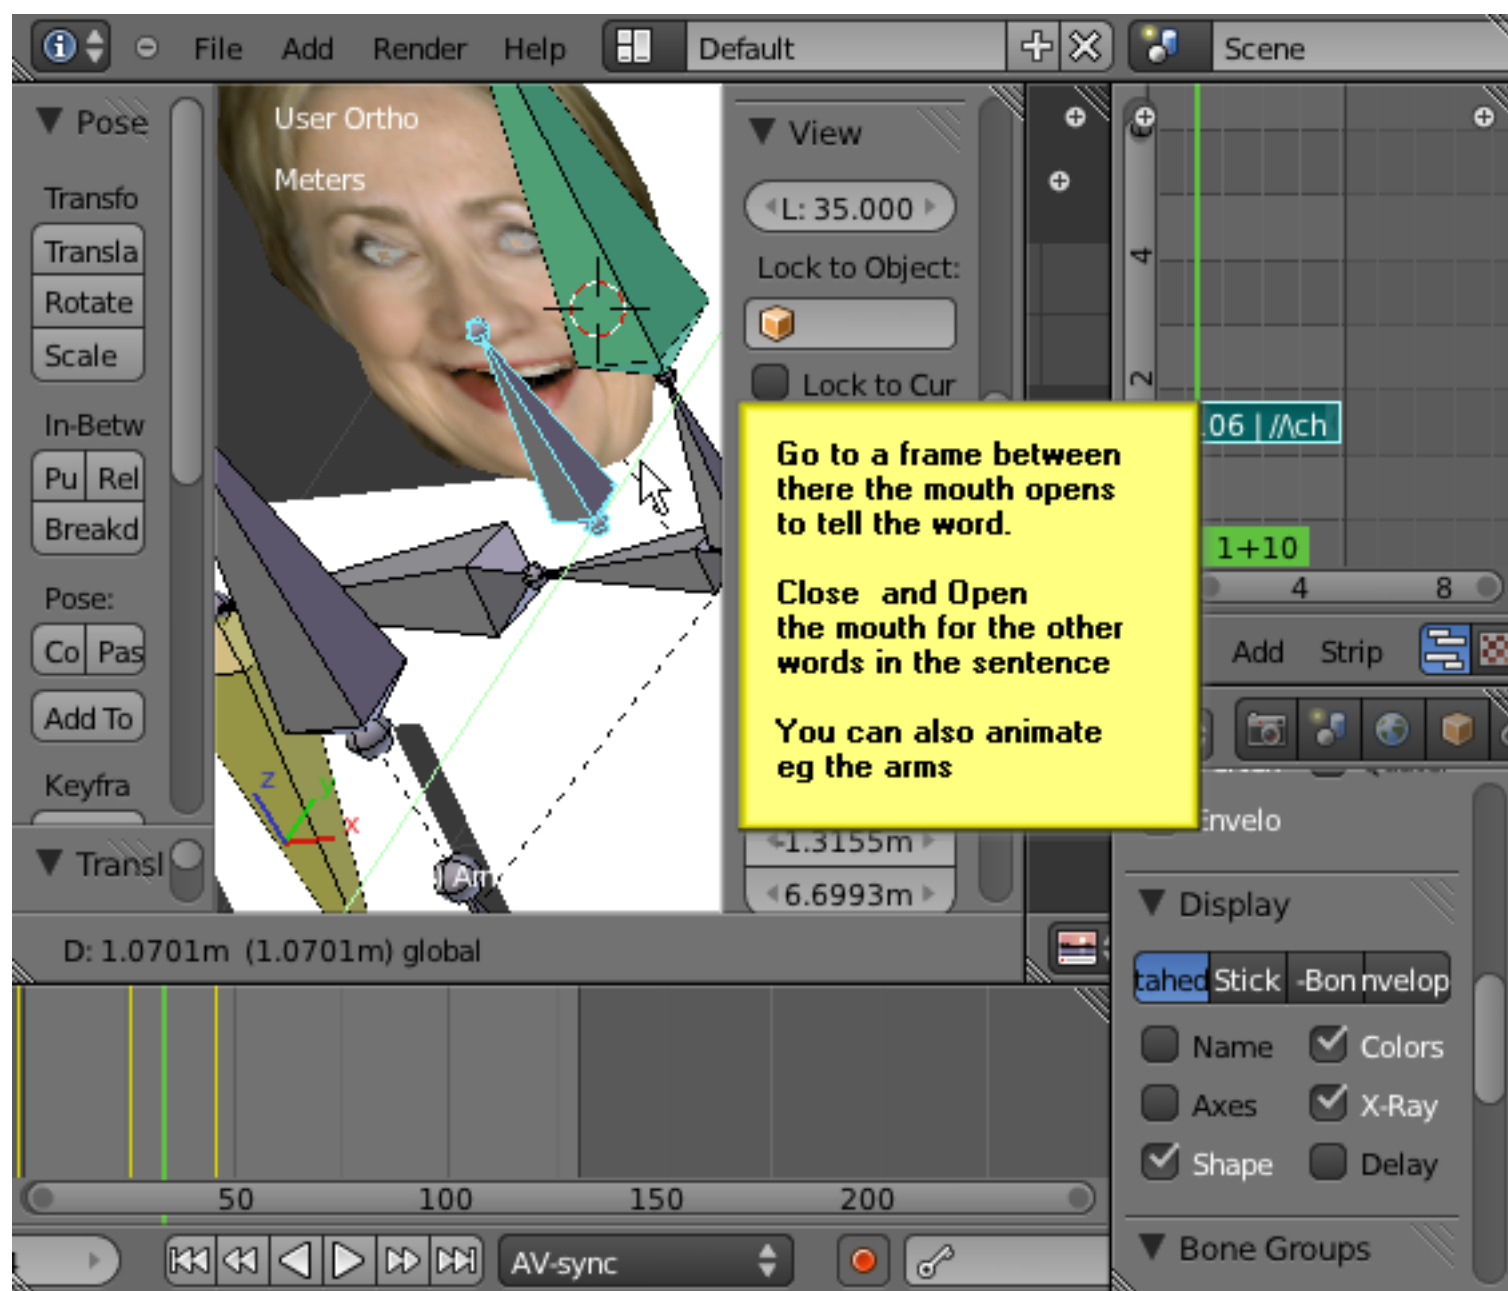 File Add Render Help Default Scene
Pose
Transfo
Transla
Rotate
Scale
In-Betw
Pu Rel
Breakd
Pose:
Co Pas
Add To
Keyfra
Transl
User Ortho
Meters
z
y
x
View
L: 35.000
Lock to Object:
Lock to Cur
Go to a frame between
there the mouth opens
to tell the word.
Close and Open
the mouth for the other
words in the sentence
You can also animate
eg the arms
-1.3155m
6.6993m
4
2
06 | //\ch
1+10
4 8
Add Strip
Envelo
Display
tahed Stick -Bon nvelop
Name Colors
Axes X-Ray
Shape Delay
Bone Groups
D: 1.0701m (1.0701m) global
50 100 150 200
AV-sync